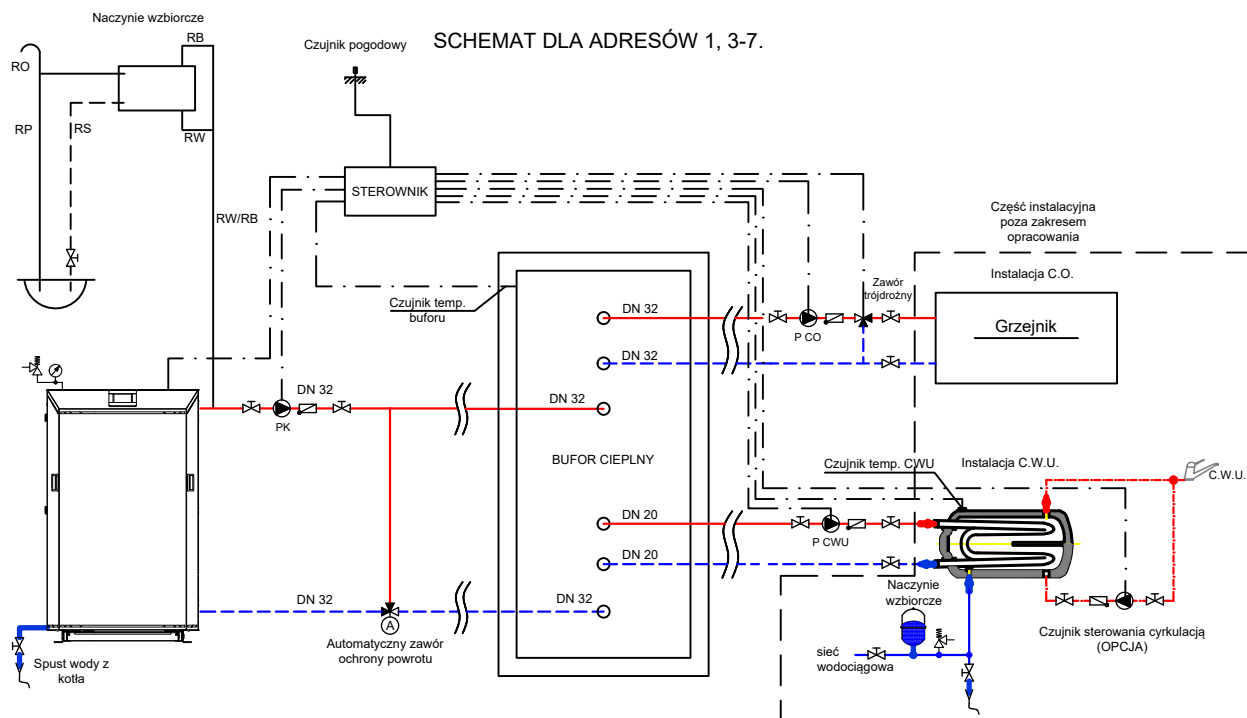 Naczynie wzbiorcze
RB
RO
RP
RS
RW
RW/RB
Czujnik pogodowy
SCHEMAT DLA ADRESÓW 1, 3-7.
STEROWNIK
Czujnik temp.
buforu
Część instalacyjna
poza zakresem
opracowania
Instalacja C.O.
Zawór
trójdrożny
DN 32
P CO
Grzejnik
DN 32
DN 32
PK
DN 32
BUFOR CIEPLNY
Czujnik temp. CWU
Instalacja C.W.U.
C.W.U.
DN 20
P CWU
DN 20
DN 32
DN 32
A
Automatyczny zawór
ochrony powrotu
Spust wody z
kotła
Naczynie
wzbiorcze
sieć
wodociągowa
Czujnik sterowania cyrkulacją
(OPCJA)